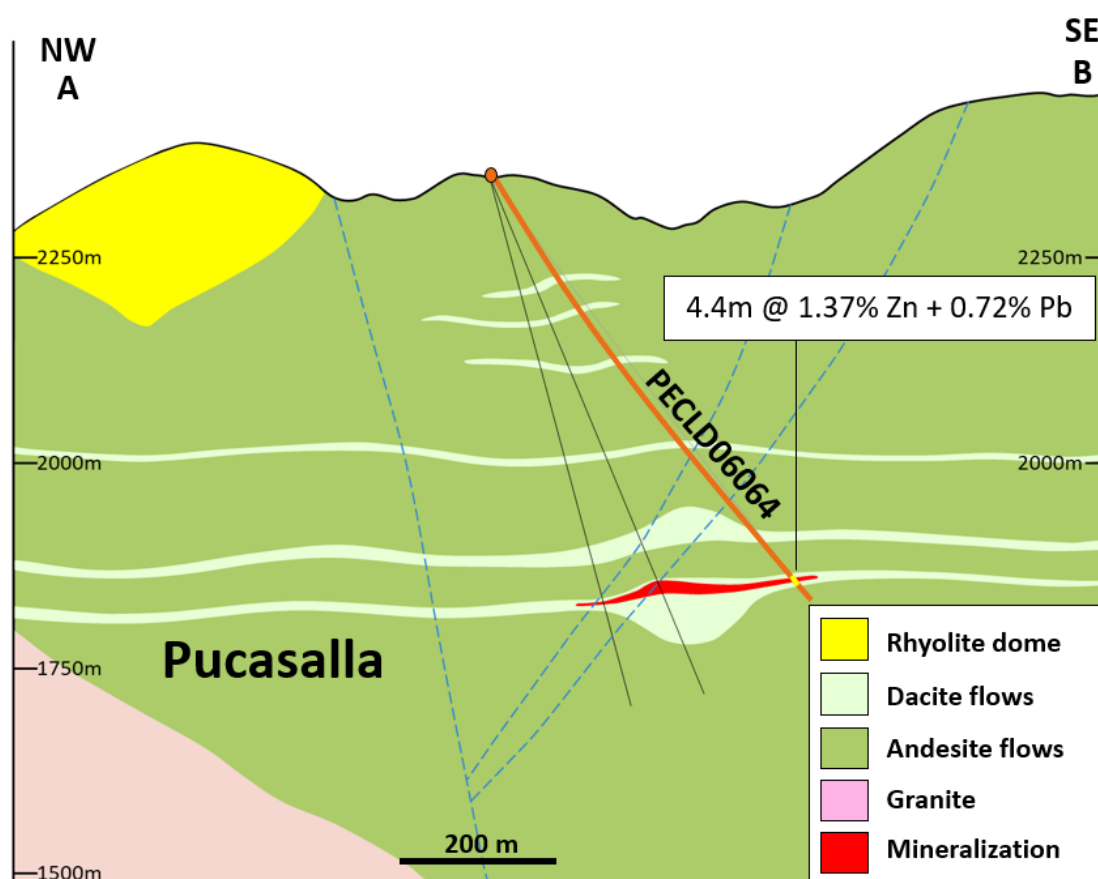 NW
A
SE
B
2250m
2250m
4.4m @ 1.37% Zn + 0.72% Pb
PECLD06064
2000m
2000m
Pucasalla
1750m
1500m
200 m
Rhyolite dome
Dacite flows
Andesite flows
Granite
Mineralization